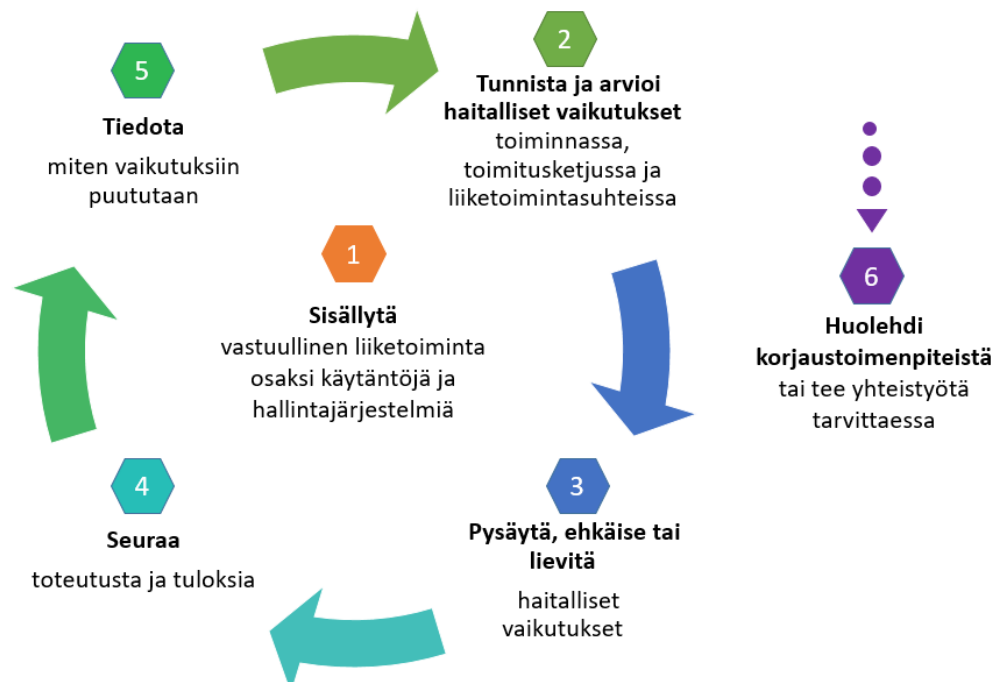 1
Sisällytä
vastuullinen liiketoiminta
osaksi käytäntöjä ja
hallintajärjestelmiä
2
Tunnista ja arvioi
haitalliset vaikutukset
toiminnassa,
toimitusketjussa ja
liiketoimintasuhteissa
3
Pysäytä, ehkäise tai
lievitä
haitalliset
vaikutukset
4
Seuraa
toteutusta ja tuloksia
5
Tiedota
miten vaikutuksiin
puututaan
6
Huolehdi
korjaustoimenpiteistä
tai tee yhteistyötä
tarvittaessa